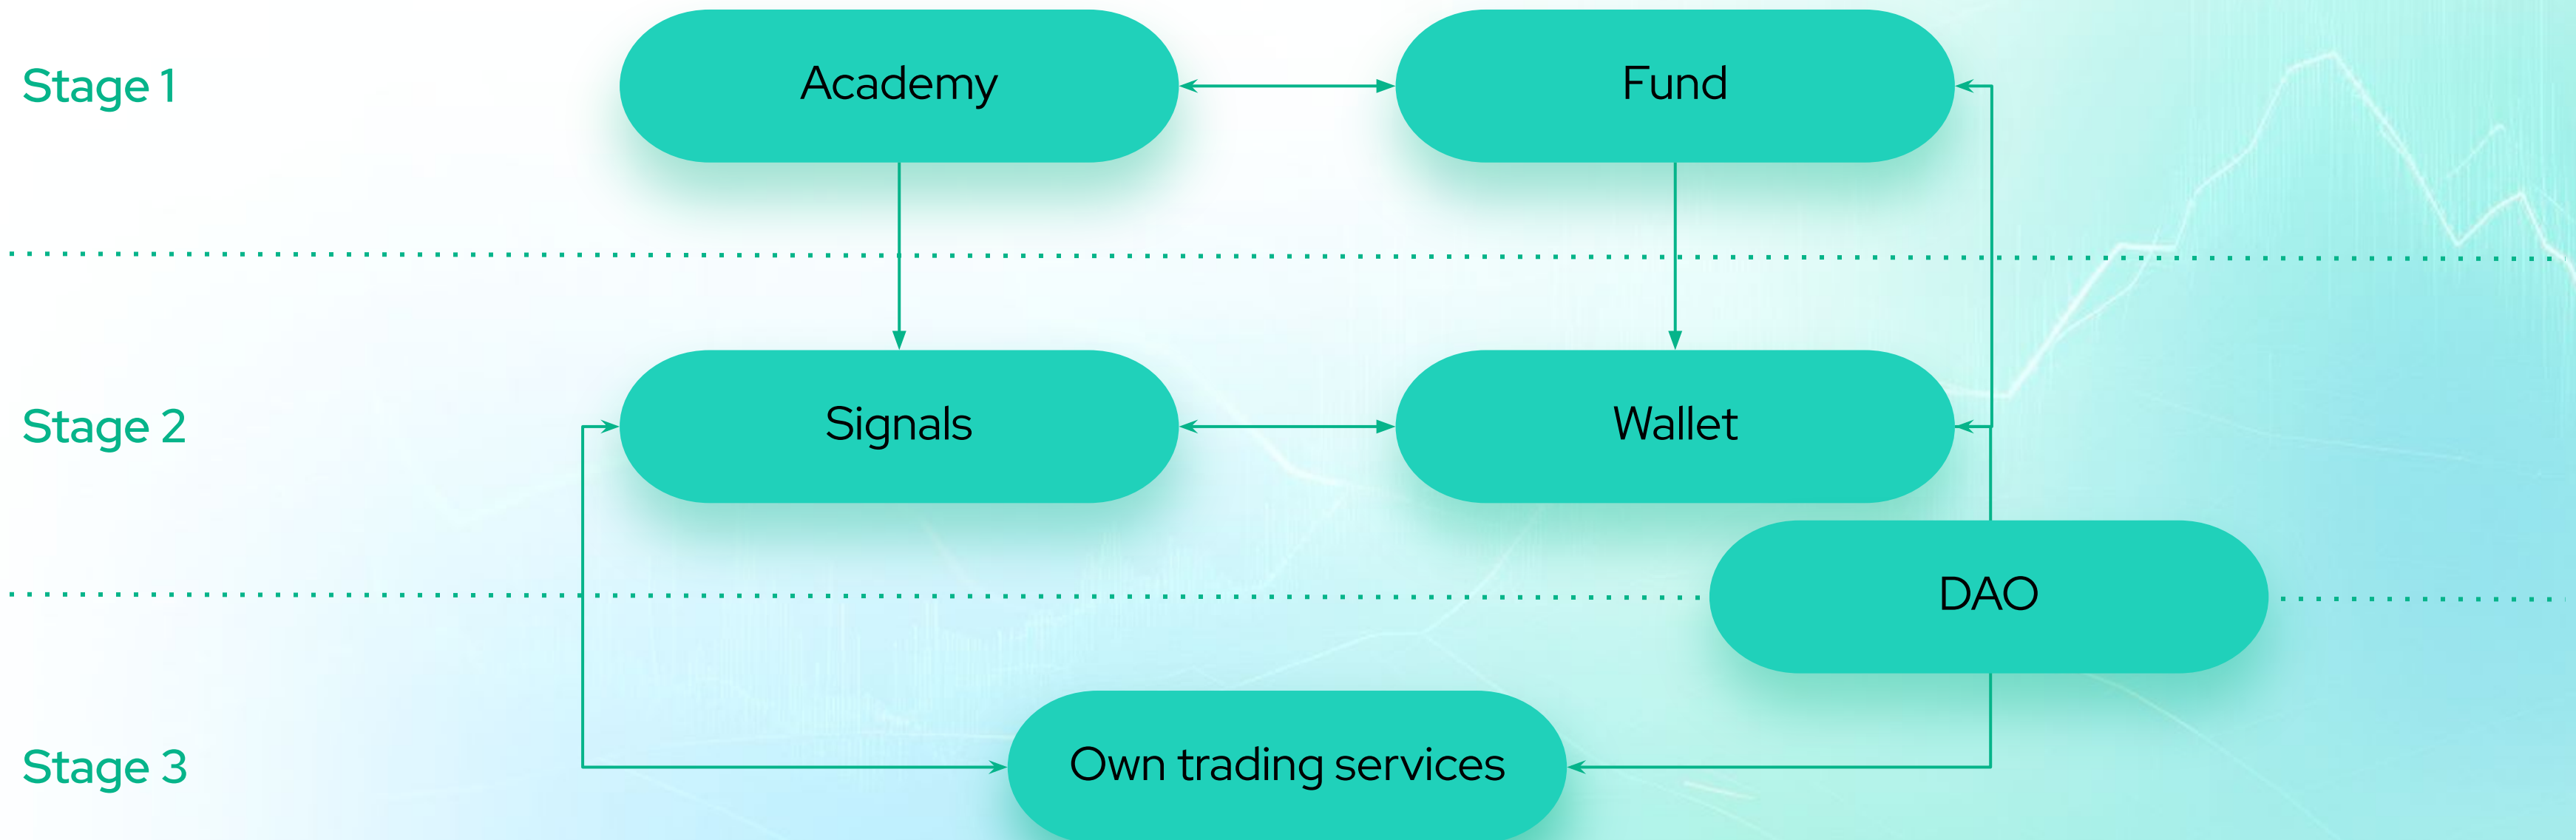 Stage 1
Academy
Fund
Stage 2
Signals
Wallet
DAO
Stage 3
Own trading services